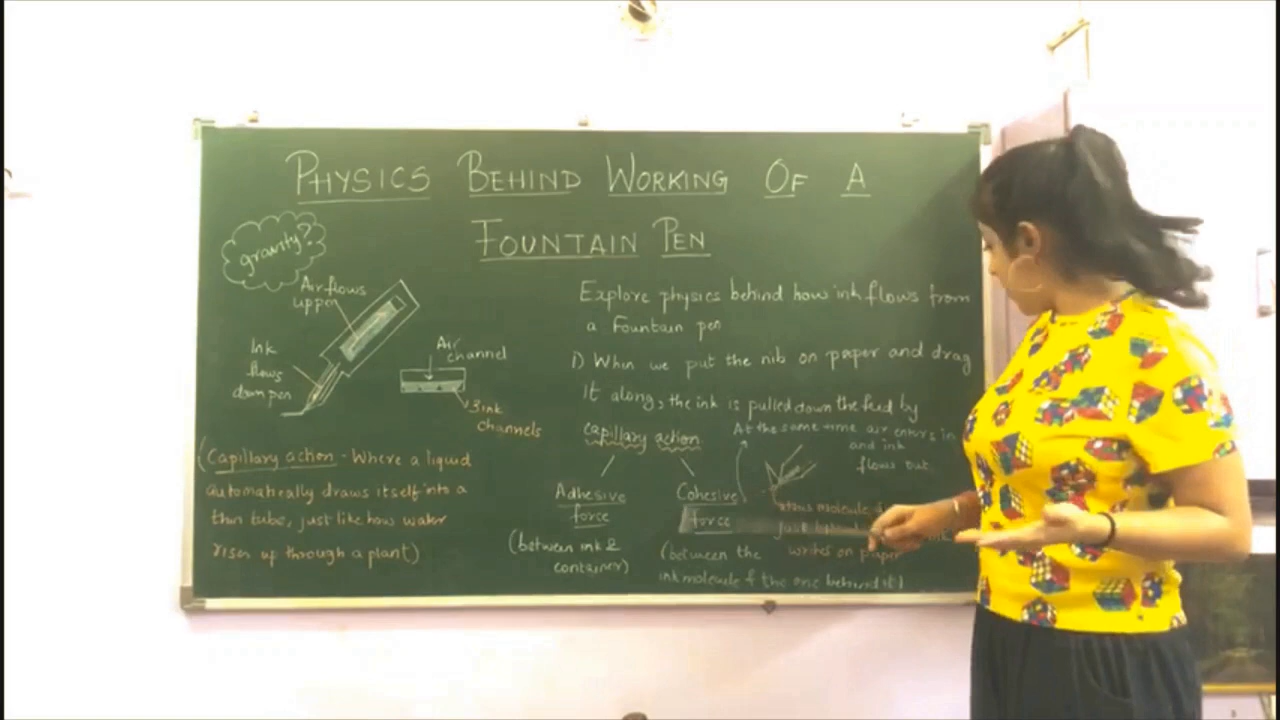 PHYSICS BEHIND WORKING OF A
FOUNTAIN PEN
gravity?
Air flows
upper
Ink
flows
down pen
Air
channel
3 ink
channels
(Capillary action - Where a liquid
automatically draws itself into a
thin tube, just like how water
rises up through a plant)
Explore physics behind how ink flows from
a Fountain pen
1) When we put the nib on paper and drag
It along, the ink is pulled down the feed by
capillary action
At the same time air enters in
and ink
flows out
Adhesive
force
(between ink &
container)
Cohesive
force
(between the
ink molecule & the one behind it)
molecule
just
writes on paper